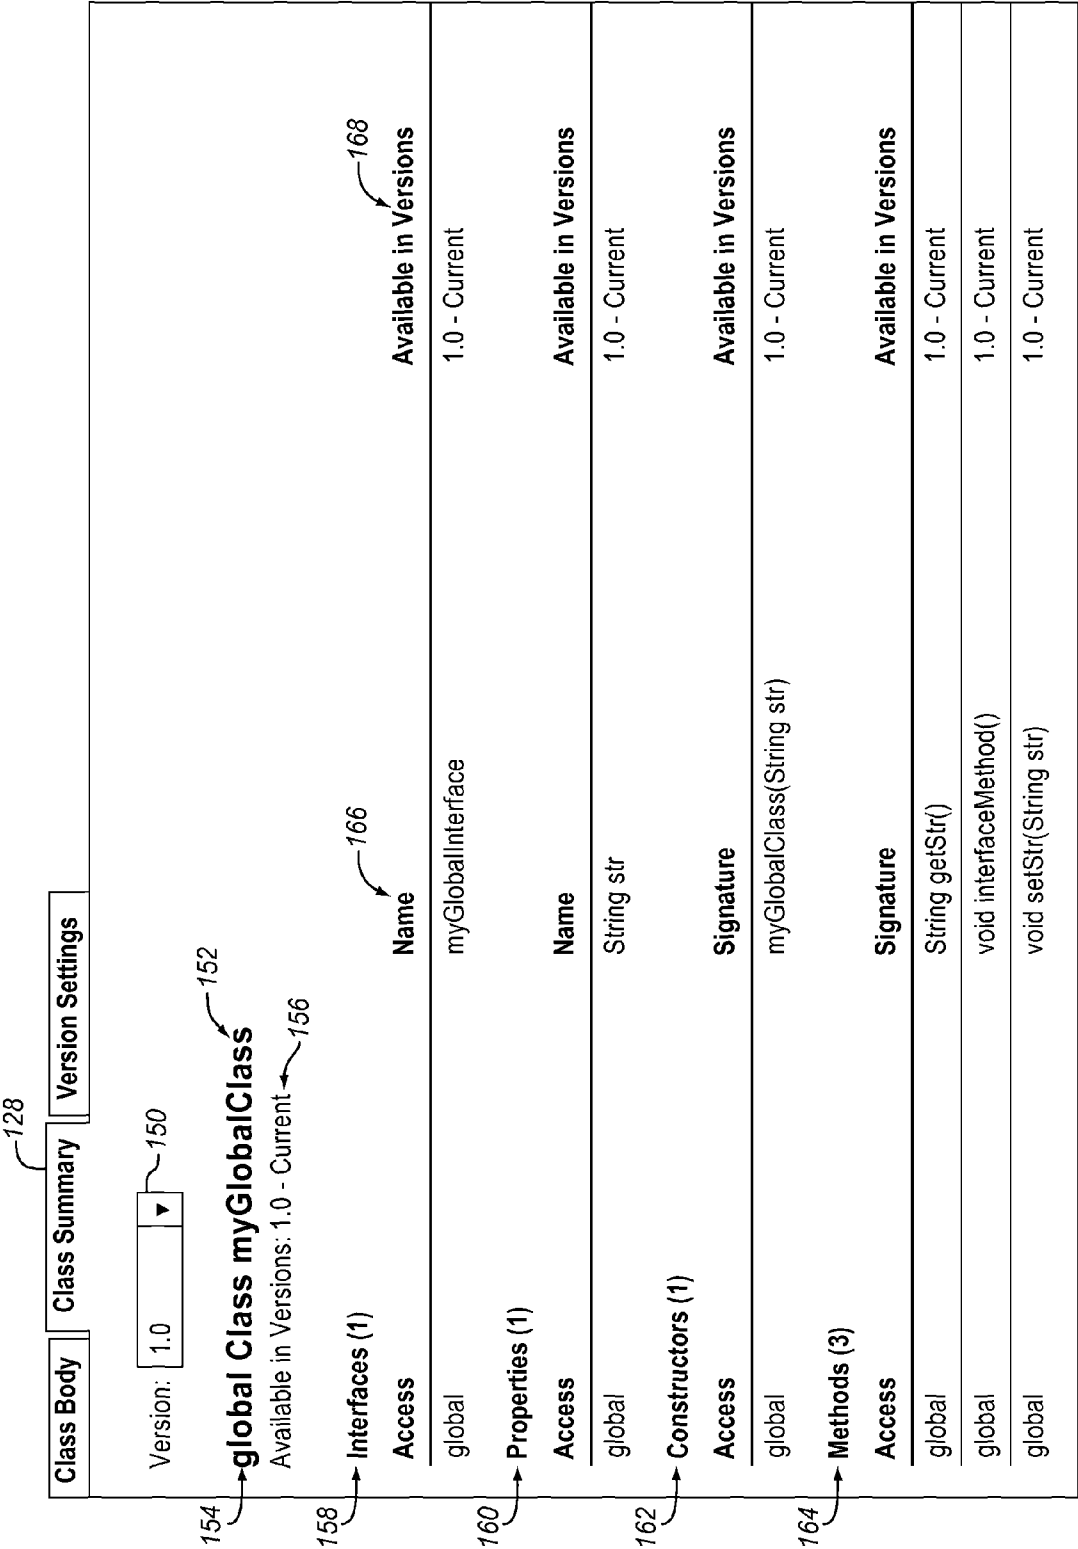 128
Class Body Class Summary Version Settings
Version: 1.0 ▼ 150
154 global Class myGlobalClass 152
Available in Versions: 1.0 - Current 156
158 Interfaces (1) 166 168
Access Name Available in Versions
global myGlobalInterface 1.0 - Current
160 Properties (1)
Access Name Available in Versions
global String str 1.0 - Current
162 Constructors (1)
Access Signature Available in Versions
global myGlobalClass(String str) 1.0 - Current
164 Methods (3)
Access Signature Available in Versions
global String getStr() 1.0 - Current
global void interfaceMethod() 1.0 - Current
global void setStr(String str) 1.0 - Current